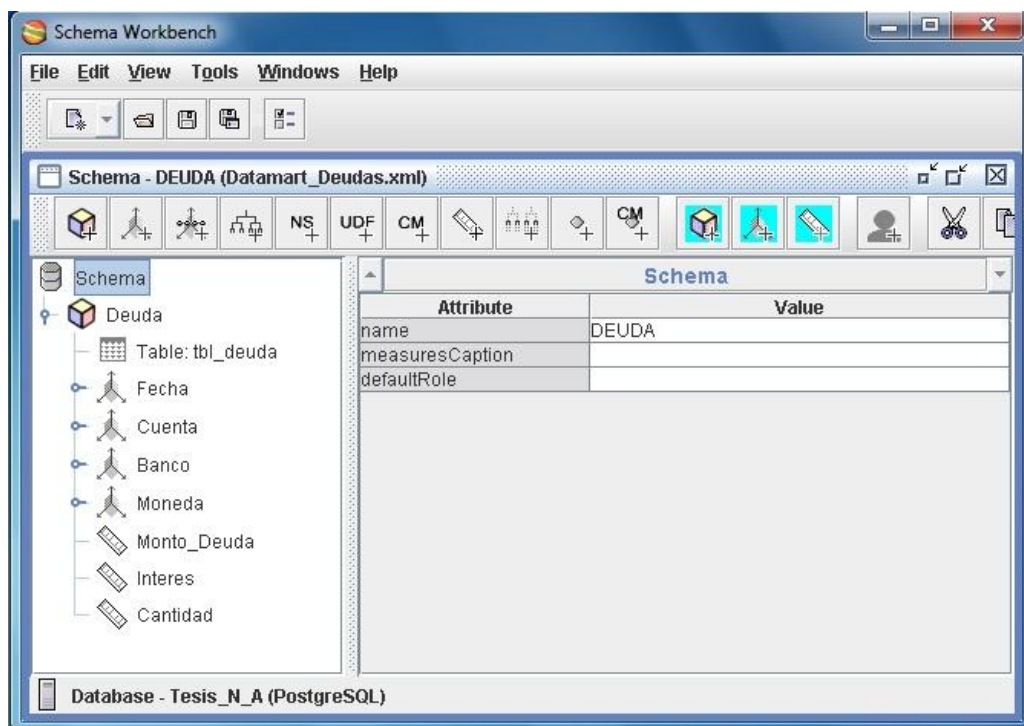 Schema Workbench
File Edit View Tools Windows Help
Schema - DEUDA (Datamart_Deudas.xml)
NS UDF CM CM
Schema Schema
Attribute Value
Deuda
name DEUDA
Table: tbl_deuda
measuresCaption
defaultRole
Fecha
Cuenta
Banco
Moneda
Monto_Deuda
Interes
Cantidad
Database - Tesis_N_A (PostgreSQL)